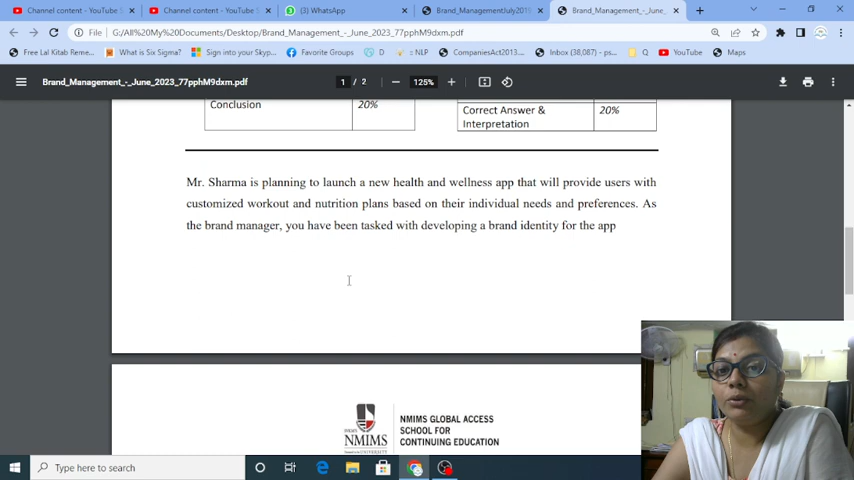 Channel content - YouTube S
Channel content - YouTube S
(3) WhatsApp
Brand_ManagementJuly2018
Brand_Management_-_June_
File
G:/All%20My%20Documents/Desktop/Brand_Management_-_June_2023_77pphM9dxm.pdf
Free Lal Kitab Reme...
What is Six Sigma?
Sign into your Skyp...
Favorite Groups
D
:: NLP
CompaniesAct2013...
Inbox (38,087) - ps...
Q
YouTube
Maps
Brand_Management_-_June_2023_77pphM9dxm.pdf
1 / 2
125%
Conclusion 20%
Correct Answer & 20%
Interpretation
Mr. Sharma is planning to launch a new health and wellness app that will provide users with
customized workout and nutrition plans based on their individual needs and preferences. As
the brand manager, you have been tasked with developing a brand identity for the app
NMIMS
NMIMS GLOBAL ACCESS
SCHOOL FOR
CONTINUING EDUCATION
Type here to search